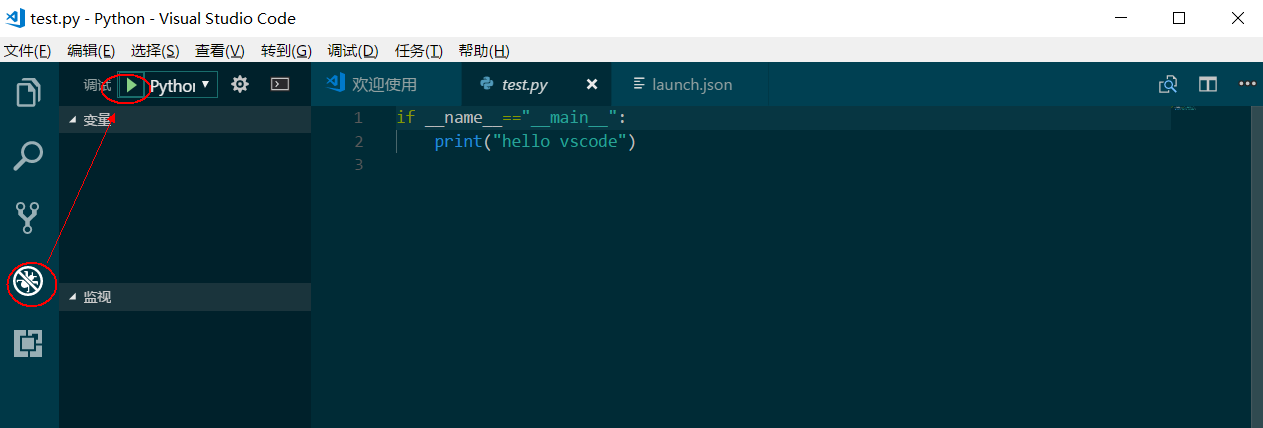 test.py - Python - Visual Studio Code
文件(F) 编辑(E) 选择(S) 查看(V) 转到(G) 调试(D) 任务(T) 帮助(H)
调试 Python 欢迎使用 test.py launch.json
变量
1 if __name__=="__main__":
2 print("hello vscode")
3
监视